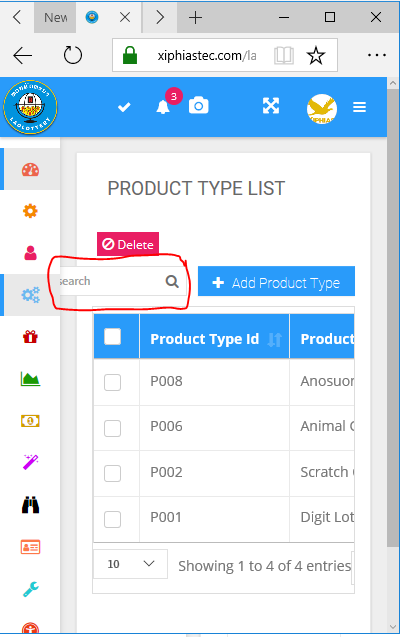 New
xiphiastec.com/la
3
PRODUCT TYPE LIST
Delete
search
Add Product Type
Product Type Id
Product
P008
Anosuor
P006
Animal
P002
Scratch
P001
Digit Lot
10
Showing 1 to 4 of 4 entries